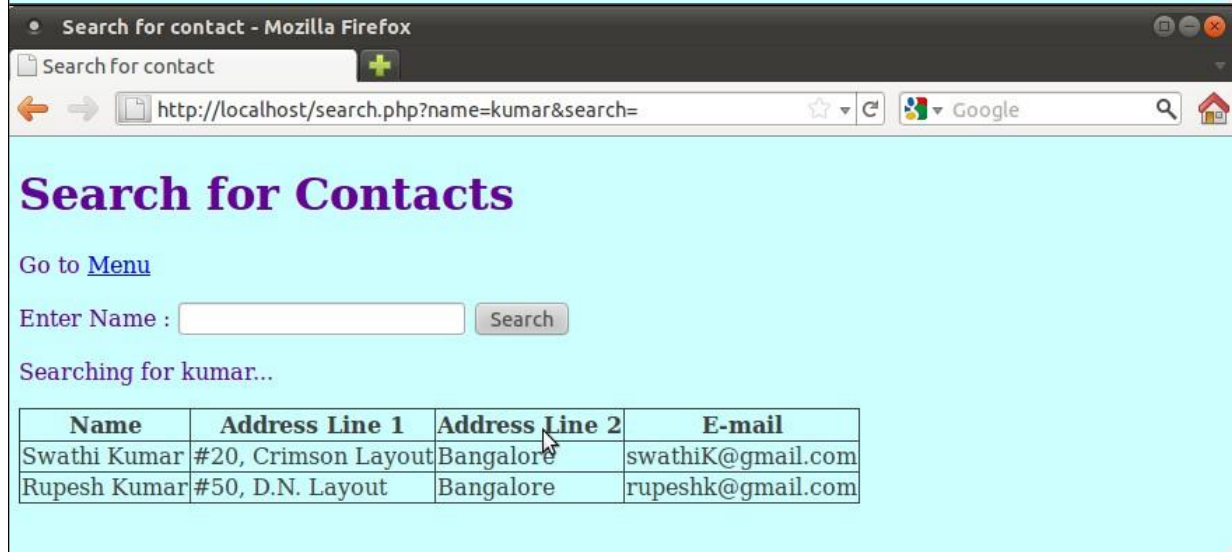 Search for contact - Mozilla Firefox
Search for contact
http://localhost/search.php?name=kumar&search=
Google
Search for Contacts
Go to Menu
Enter Name :
Search
Searching for kumar...
Name Address Line 1 Address Line 2 E-mail
Swathi Kumar #20, Crimson Layout Bangalore swathiK@gmail.com
Rupesh Kumar #50, D.N. Layout Bangalore rupeshk@gmail.com